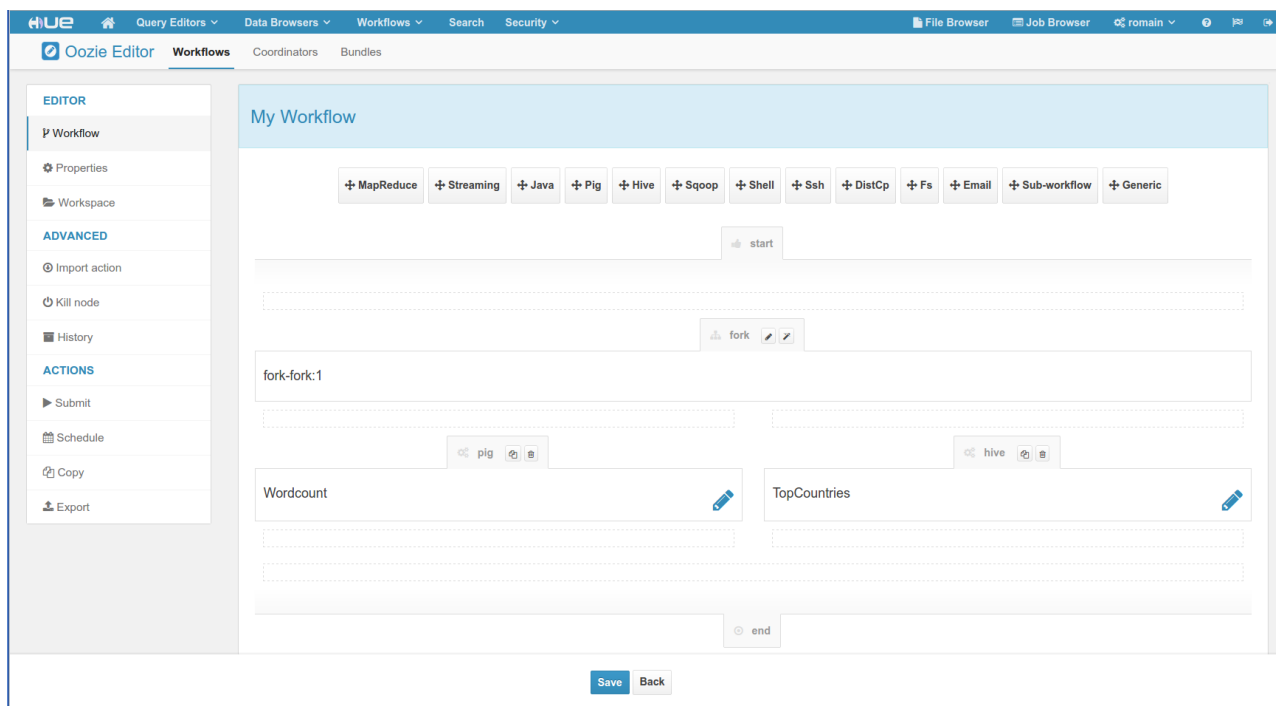 HUE Query Editors Data Browsers Workflows Search Security File Browser Job Browser romain
Oozie Editor Workflows Coordinators Bundles
EDITOR
Workflow
Properties
Workspace
ADVANCED
Import action
Kill node
History
ACTIONS
Submit
Schedule
Copy
Export
My Workflow
MapReduce Streaming Java Pig Hive Sqoop Shell Ssh DistCp Fs Email Sub-workflow Generic
start
fork
fork-fork:1
pig hive
Wordcount TopCountries
end
Save Back